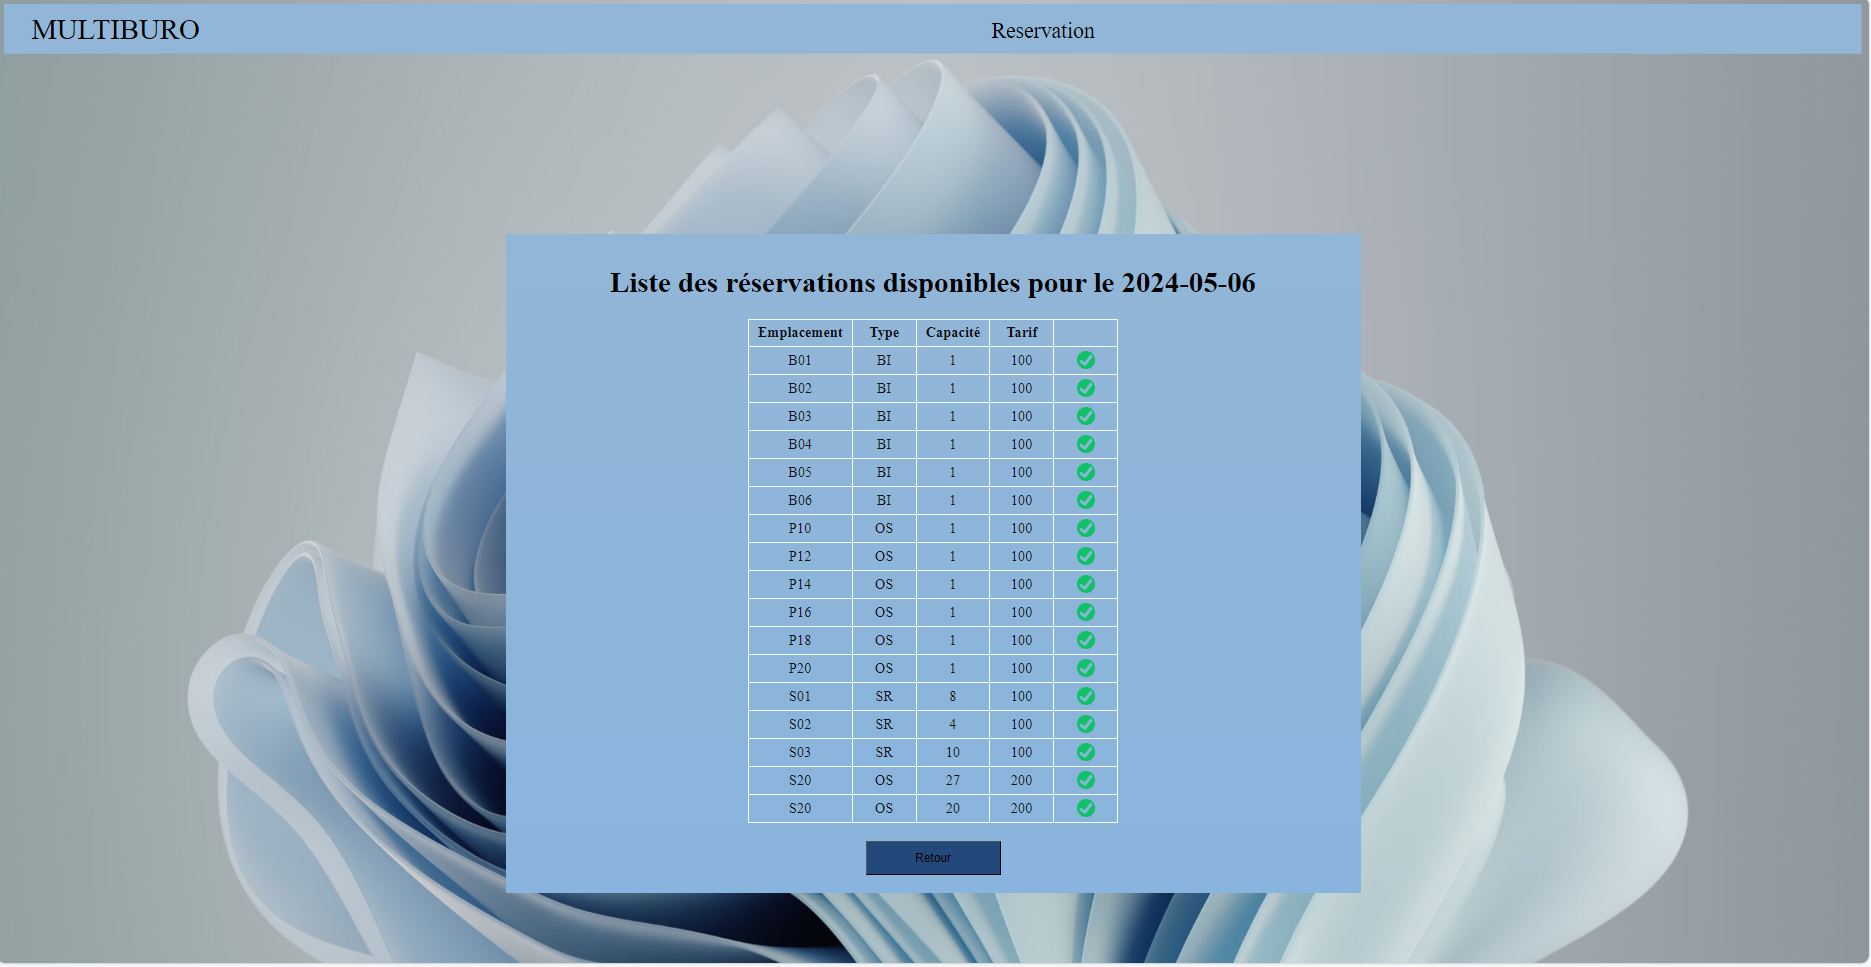 MULTIBURO Reservation
Liste des réservations disponibles pour le 2024-05-06
Emplacement Type Capacité Tarif
B01 BI 1 100
B02 BI 1 100
B03 BI 1 100
B04 BI 1 100
B05 BI 1 100
B06 BI 1 100
P10 OS 1 100
P12 OS 1 100
P14 OS 1 100
P16 OS 1 100
P18 OS 1 100
P20 OS 1 100
S01 SR 8 100
S02 SR 4 100
S03 SR 10 100
S20 OS 27 200
S20 OS 20 200
Retour